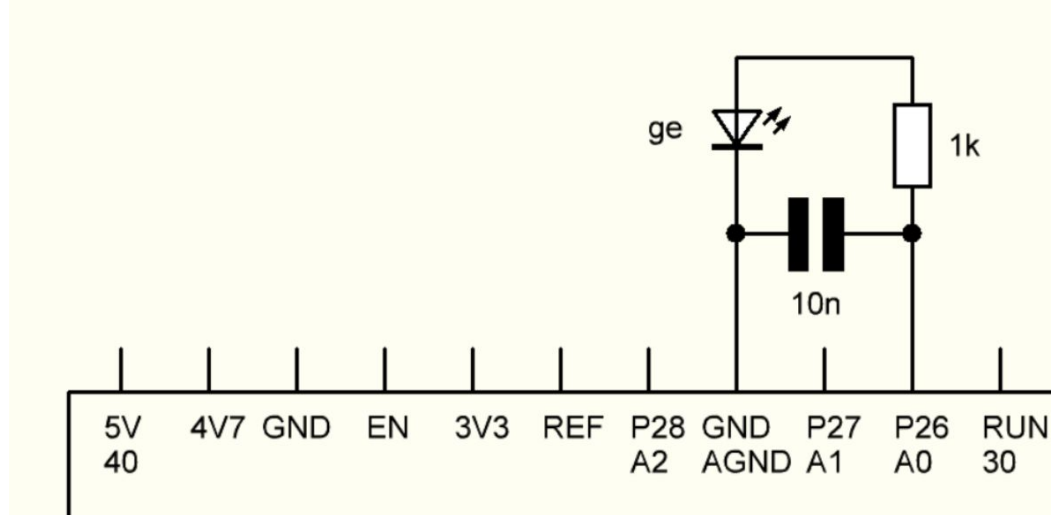 ge
1k
10n
5V 4V7 GND EN 3V3 REF P28 GND P27 P26 RUN
40 A2 AGND A1 A0 30